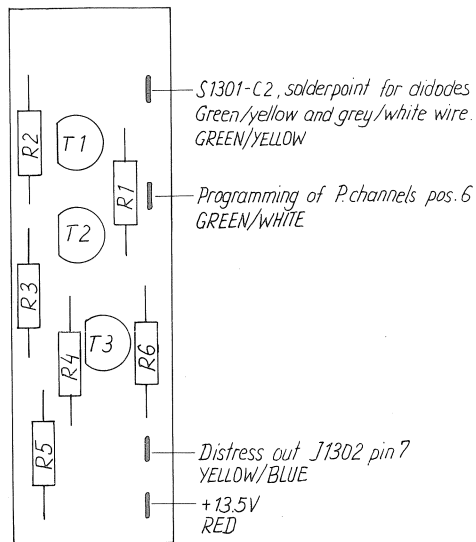 S1301-C2, solderpoint for didodes
Green/yellow and grey/white wire.
GREEN/YELLOW
R2
T1
R1
Programming of P.channels pos.6
GREEN/WHITE
T2
R3
T3
R4
R6
R5
Distress out J1302 pin 7
YELLOW/BLUE
+13.5V
RED